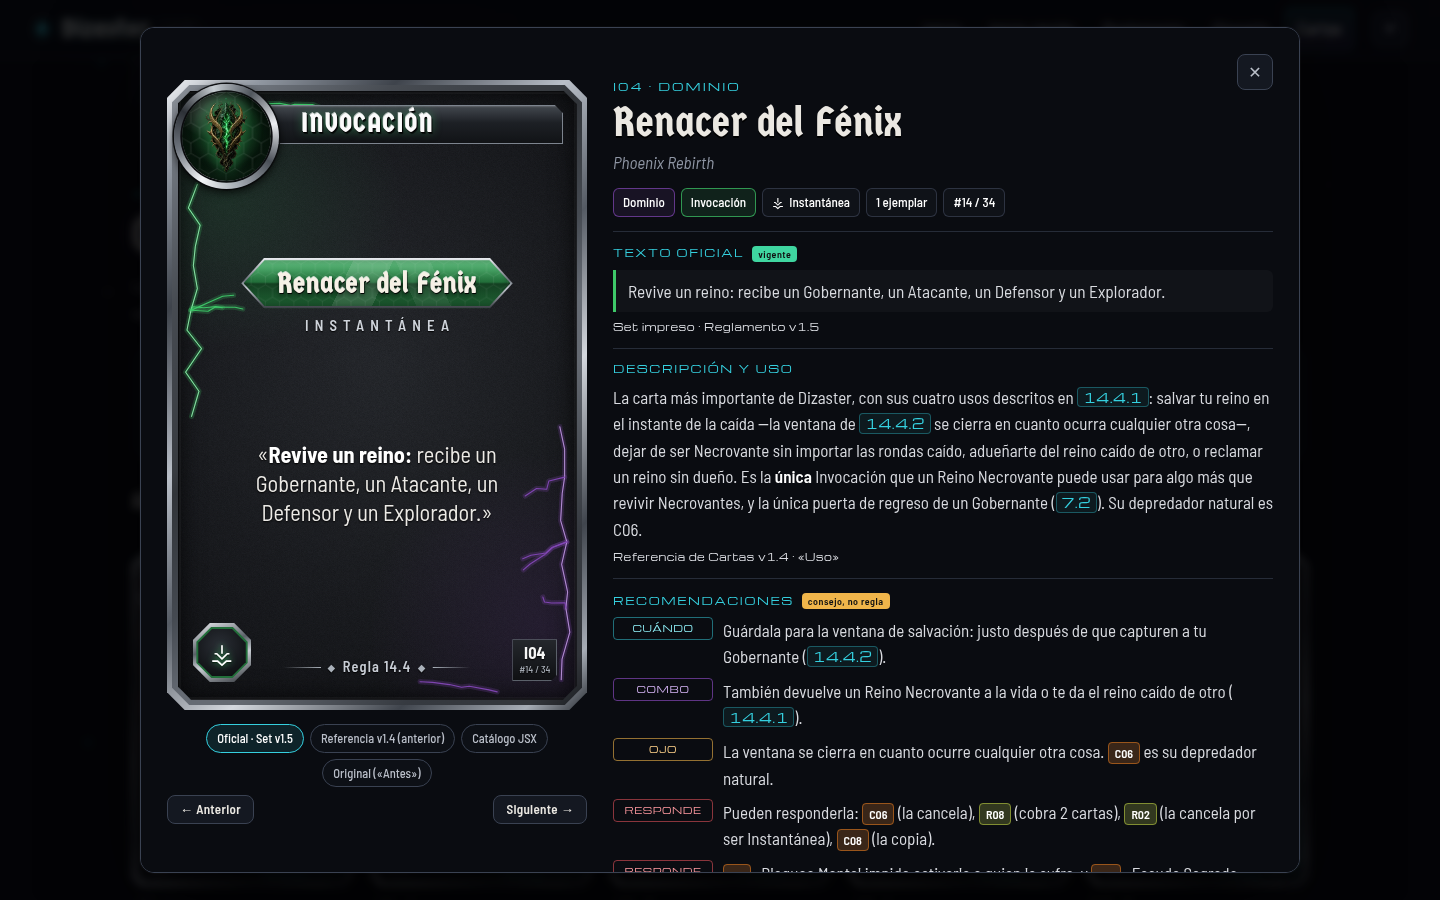 INVOCACIÓN
Renacer del Fénix
INSTANTÁNEA
«Revive un reino: recibe un
Gobernante, un Atacante, un
Defensor y un Explorador.»
Regla 14.4
I04
#14 / 34
Oficial · Set v1.5
Referencia v1.4 (anterior)
Catálogo JSX
Original («Antes»)
← Anterior
Siguiente →
✕
I04 · DOMINIO
Renacer del Fénix
Phoenix Rebirth
Dominio
Invocación
Instantánea
1 ejemplar
#14 / 34
TEXTO OFICIAL vigente
Revive un reino: recibe un Gobernante, un Atacante, un Defensor y un Explorador.
Set impreso · Reglamento v1.5
DESCRIPCIÓN Y USO
La carta más importante de Dizaster, con sus cuatro usos descritos en 14.4.1: salvar tu reino en
el instante de la caída —la ventana de 14.4.2 se cierra en cuanto ocurra cualquier otra cosa—,
dejar de ser Necrovante sin importar las rondas caído, adueñarte del reino caído de otro, o reclamar
un reino sin dueño. Es la única Invocación que un Reino Necrovante puede usar para algo más que
revivir Necrovantes, y la única puerta de regreso de un Gobernante (7.2). Su depredador natural es
C06.
Referencia de Cartas v1.4 · «Uso»
RECOMENDACIONES consejo, no regla
CUÁNDO
Guárdala para la ventana de salvación: justo después de que capturen a tu
Gobernante (14.4.2).
COMBO
También devuelve un Reino Necrovante a la vida o te da el reino caído de otro (
14.4.1).
OJO
La ventana se cierra en cuanto ocurre cualquier otra cosa. C06 es su depredador
natural.
RESPONDE
Pueden responderla: C06 (la cancela), R08 (cobra 2 cartas), R02 (la cancela por
ser Instantánea), C08 (la copia).
RESPONDE